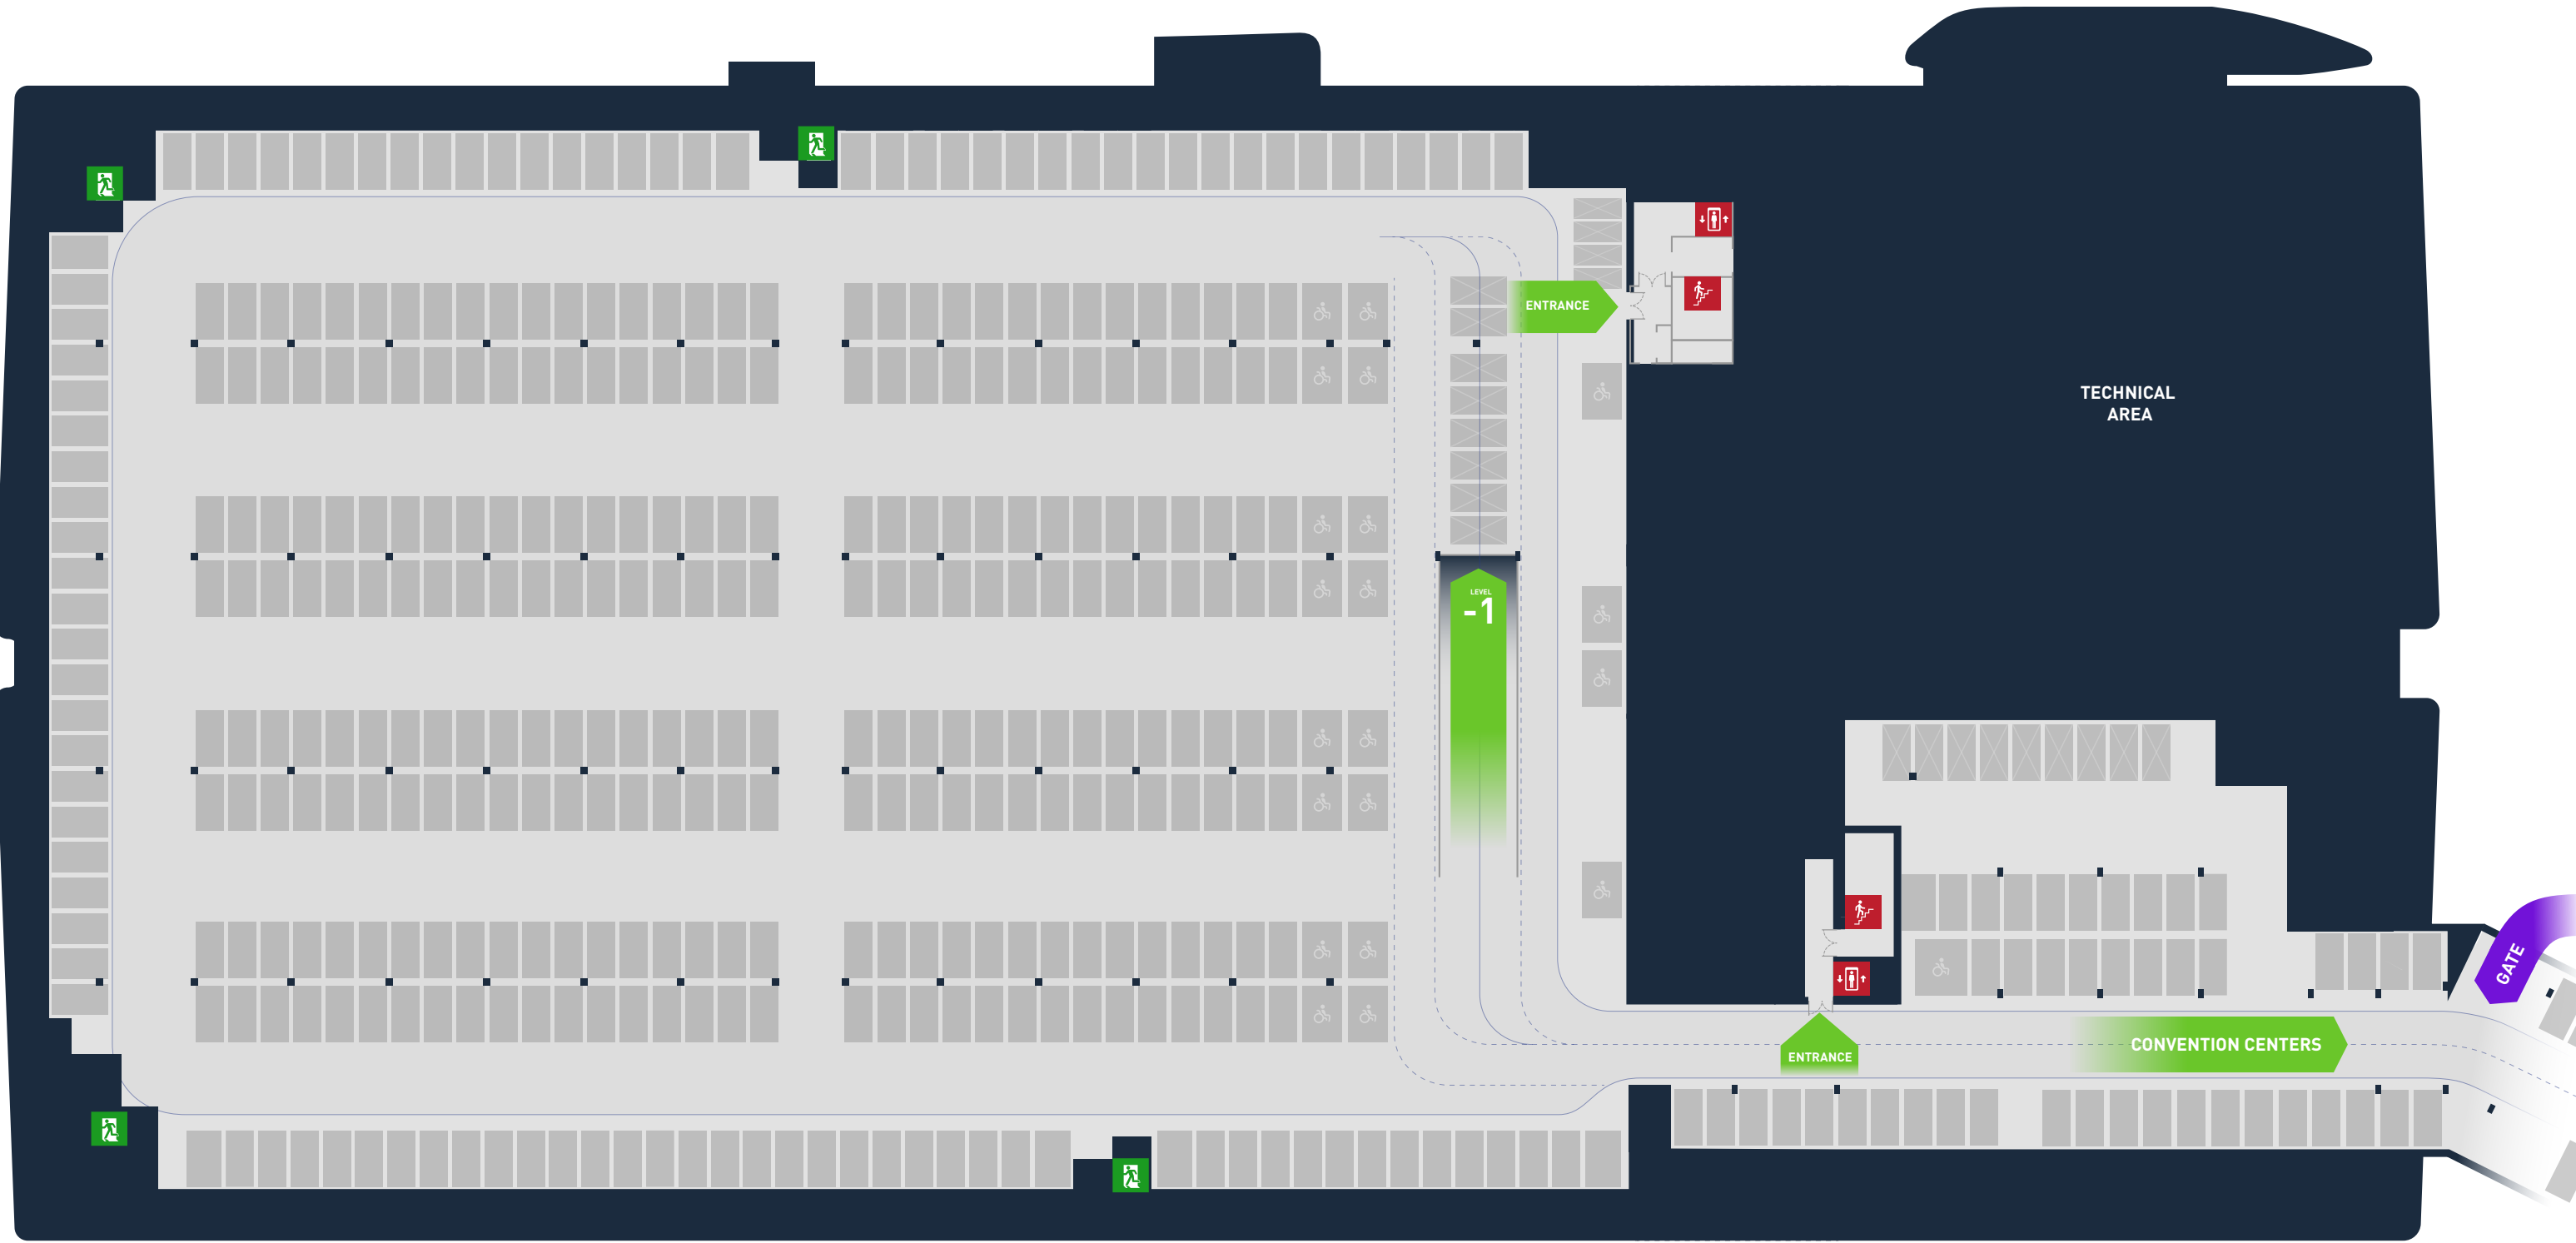 ENTRANCE
TECHNICAL
AREA
LEVEL
-1
GATE
CONVENTION CENTERS
ENTRANCE